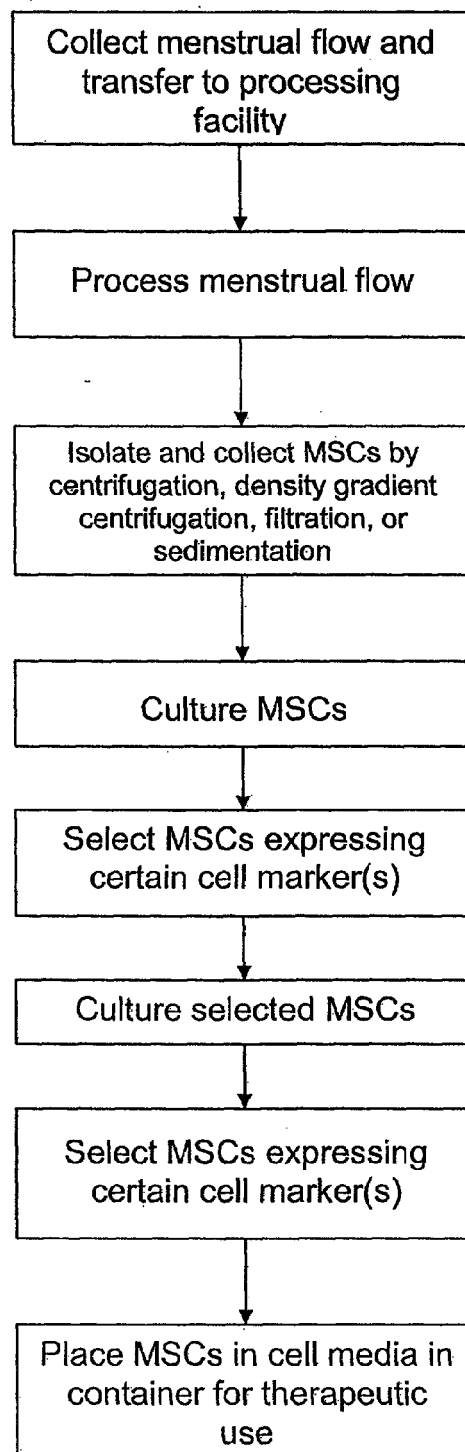 Collect menstrual flow and
transfer to processing
facility
Process menstrual flow
Isolate and collect MSCs by
centrifugation, density gradient
centrifugation, filtration, or
sedimentation
Culture MSCs
Select MSCs expressing
certain cell marker(s)
Culture selected MSCs
Select MSCs expressing
certain cell marker(s)
Place MSCs in cell media in
container for therapeutic
use